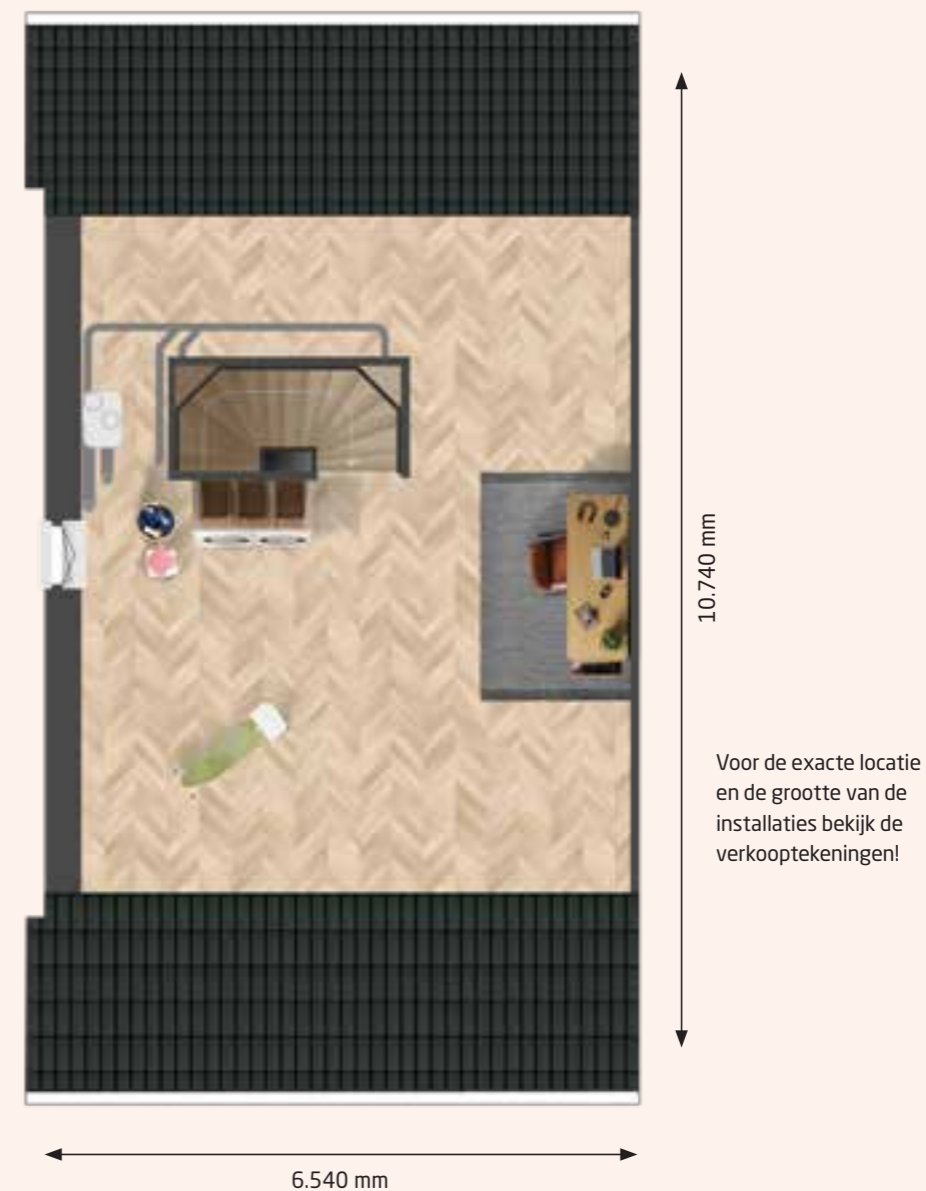 10.740 mm
Voor de exacte locatie
en de grootte van de
installaties bekijk de
verkooptekeningen!
6.540 mm